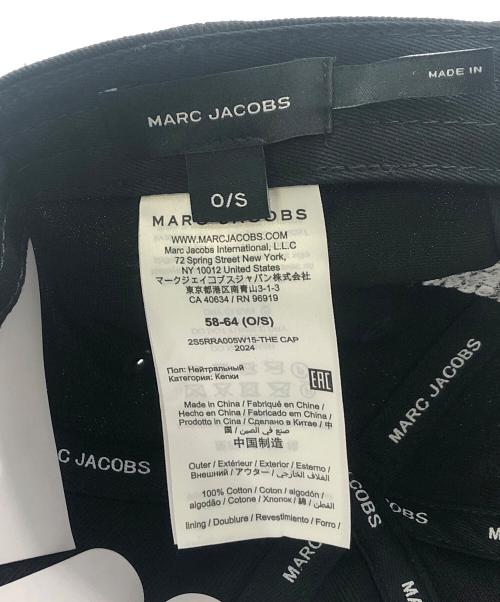 MARC JACOBS
MADE IN
O/S
MARC JACOBS
WWW.MARCJACOBS.COM
Marc Jacobs International, L.L.C
72 Spring Street New York,
NY 10012 United States
マークジェイコブスジャパン株式会社
東京都港区南青山3-1-3
CA 40634 / RN 96919
58-64 (O/S)
2S5RRA005W15-THE CAP
2024
Пол: Нейтральный
Категория: Кепки
EAC
Made in China / Fabriqué en Chine /
Hecho en China / Fabricado em China /
Prodotto in Cina / Сделано в Китае / 中
国 / صنع في الصين /
中国制造
Outer / Extérieur / Exterior / Esterno /
Внешний / アウター / الغلاف الخارجي
100% Cotton / Coton / algodón /
algodão / Cotone / Хлопок / 綿 / القطن
lining / Doublure / Revestimiento / Forro /
MARC JACOBS
C JACOBS
MARC JACOBS
OBS
MARC